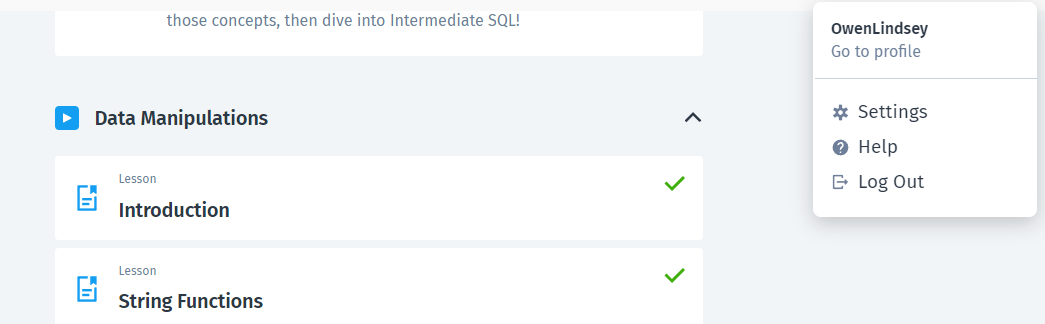 those concepts, then dive into Intermediate SQL!
OwenLindsey
Go to profile
Data Manipulations
Settings
Help
Log Out
Lesson
Introduction
Lesson
String Functions